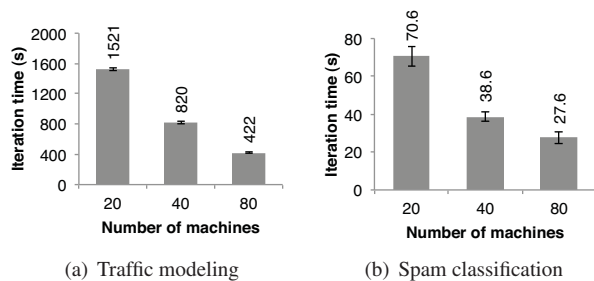 2000
1600
1200
800
400
0
Iteration time (s)
1521
820
422
20 40 80
Number of machines
(a) Traffic modeling
80
60
40
20
0
Iteration time (s)
70.6
38.6
27.6
20 40 80
Number of machines
(b) Spam classification